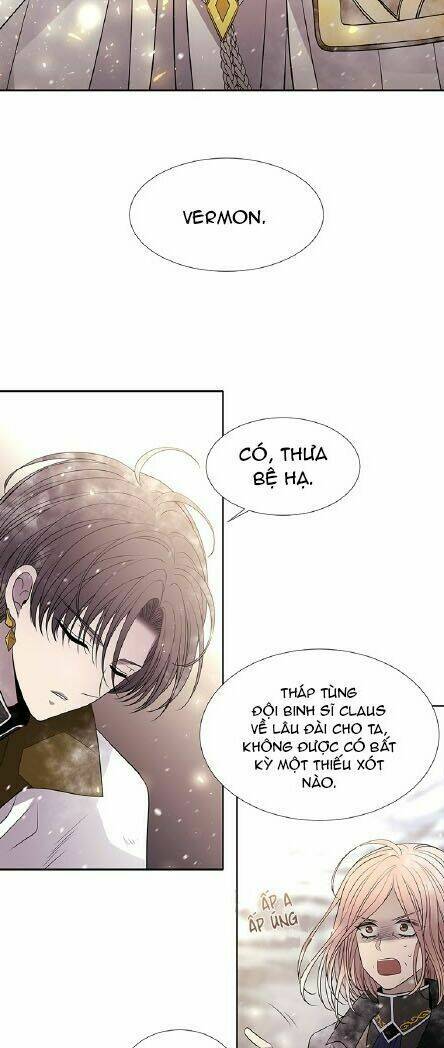 VERMON.
CÓ, THƯA
BỆ HẠ.
THÁP TÙNG
ĐỘI BINH SĨ CLAUS
VỀ LÂU ĐÀI CHO TA,
KHÔNG ĐƯỢC CÓ BẤT
KỲ MỘT THIẾU XÓT
NÀO.
ẤP A
ẤP ÚNG